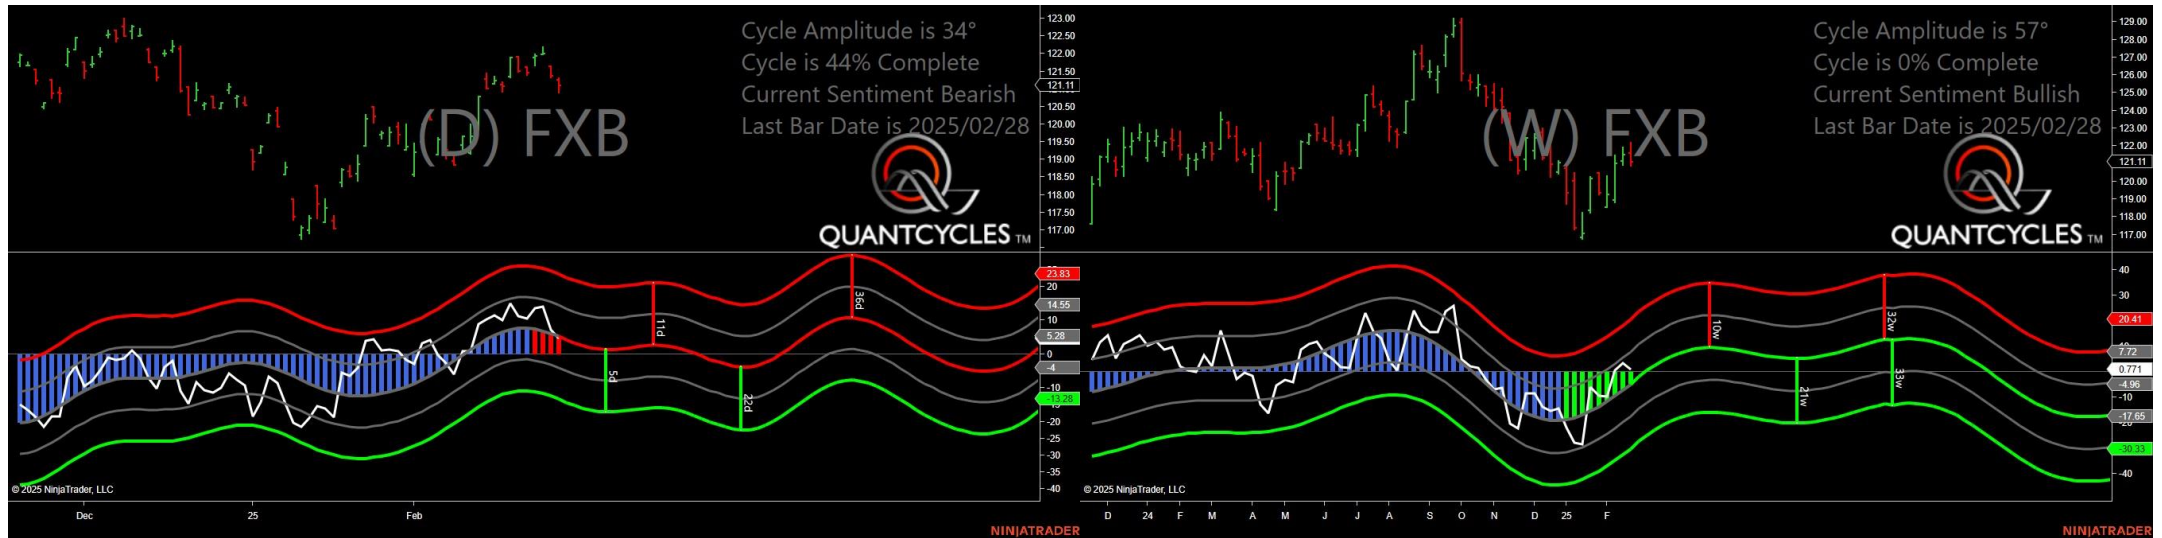 Cycle Amplitude is 34°
Cycle is 44% Complete
Current Sentiment Bearish
Last Bar Date is 2025/02/28
(D) FXB
QUANTCYCLES TM
123.00
122.50
122.00
121.50
121.11
120.50
120.00
119.50
119.00
118.50
118.00
117.50
117.00
23.83
20
14.55
10
5.28
0
-4
-10
-13.28
-20
-25
-30
-35
-40
5d
11d
22d
36d
© 2025 NinjaTrader, LLC
Dec 25 Feb
NINJATRADER
Cycle Amplitude is 57°
Cycle is 0% Complete
Current Sentiment Bullish
Last Bar Date is 2025/02/28
(W) FXB
QUANTCYCLES TM
129.00
128.00
127.00
126.00
125.00
124.00
123.00
122.00
121.11
120.00
119.00
118.00
117.00
40
30
20.41
7.72
0.771
-4.96
-10
-17.65
-30.33
-40
10w
21w
32w
33w
© 2025 NinjaTrader, LLC
D 24 F M A M J J A S O N D 25 F
NINJATRADER